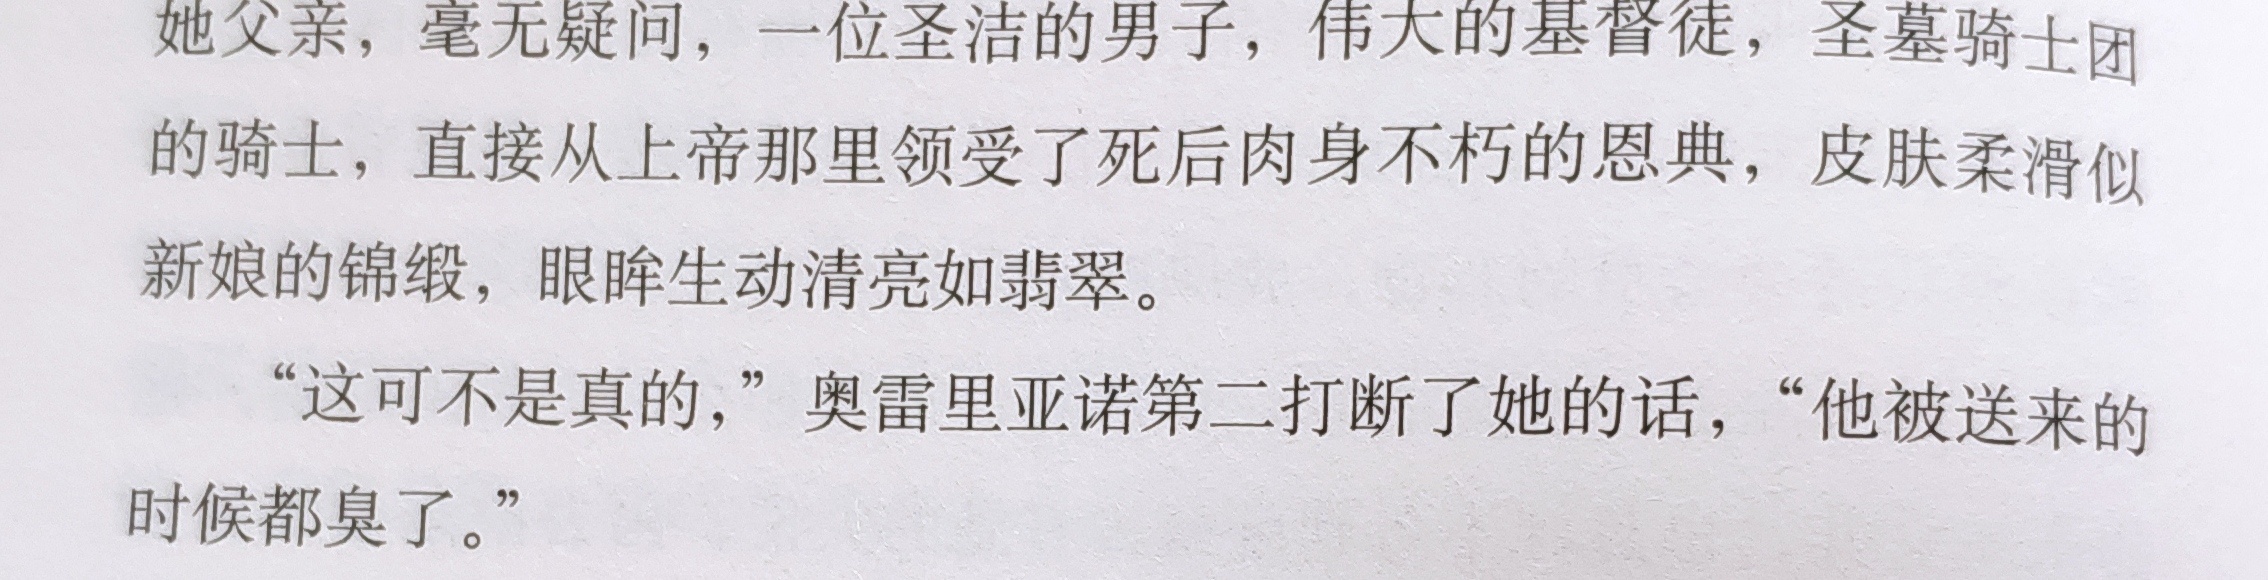 她父亲，毫无疑问，一位圣洁的男子，伟大的基督徒，圣墓骑士团
的骑士，直接从上帝那里领受了死后肉身不朽的恩典，皮肤柔滑似
新娘的锦缎，眼眸生动清亮如翡翠。
“这可不是真的，”奥雷里亚诺第二打断了她的话，“他被送来的
时候都臭了。”